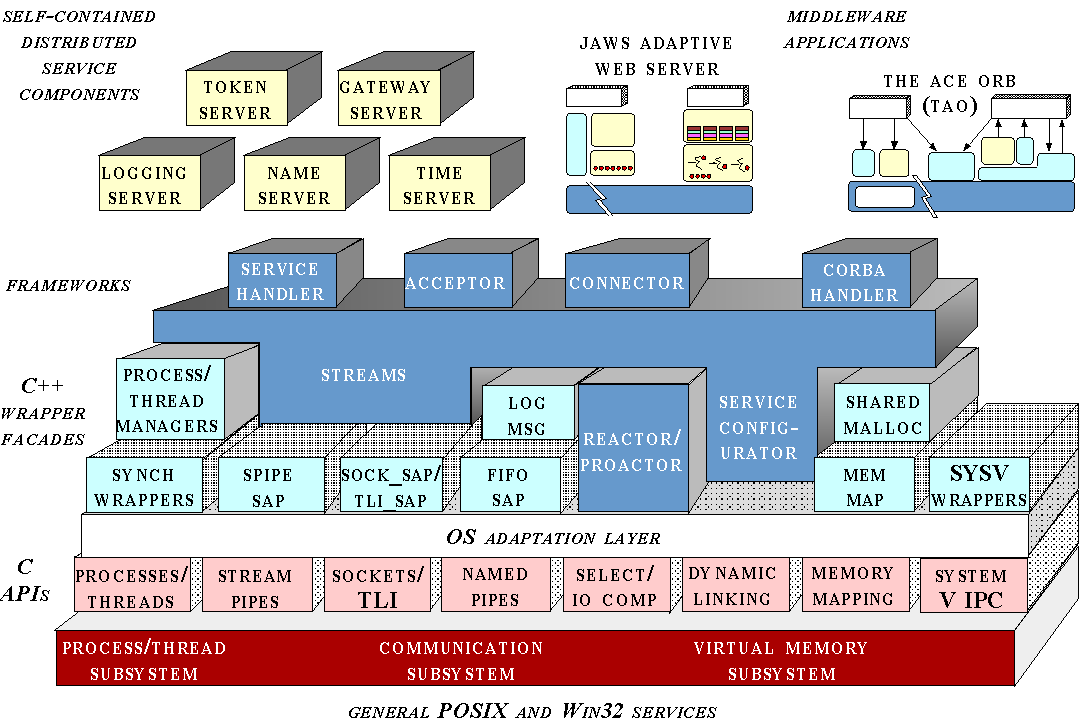 SELF-CONTAINED
DISTRIBUTED
SERVICE
COMPONENTS
TOKEN
SERVER
GATEWAY
SERVER
LOGGING
SERVER
NAME
SERVER
TIME
SERVER
JAWS ADAPTIVE
WEB SERVER
MIDDLEWARE
APPLICATIONS
THE ACE ORB
(TAO)
FRAMEWORKS
SERVICE
HANDLER
ACCEPTOR
CONNECTOR
CORBA
HANDLER
STREAMS
C++
WRAPPER
FACADES
PROCESS/
THREAD
MANAGERS
LOG
MSG
REACTOR/
PROACTOR
SERVICE
CONFIG-
URATOR
SHARED
MALLOC
SYNCH
WRAPPERS
SPIPE
SAP
SOCK_SAP/
TLI_SAP
FIFO
SAP
MEM
MAP
SYSV
WRAPPERS
OS ADAPTATION LAYER
C
APIS
PROCESSES/
THREADS
STREAM
PIPES
SOCKETS/
TLI
NAMED
PIPES
SELECT/
IO COMP
DYNAMIC
LINKING
MEMORY
MAPPING
SYSTEM
V IPC
PROCESS/THREAD
SUBSYSTEM
COMMUNICATION
SUBSYSTEM
VIRTUAL MEMORY
SUBSYSTEM
GENERAL POSIX AND WIN32 SERVICES